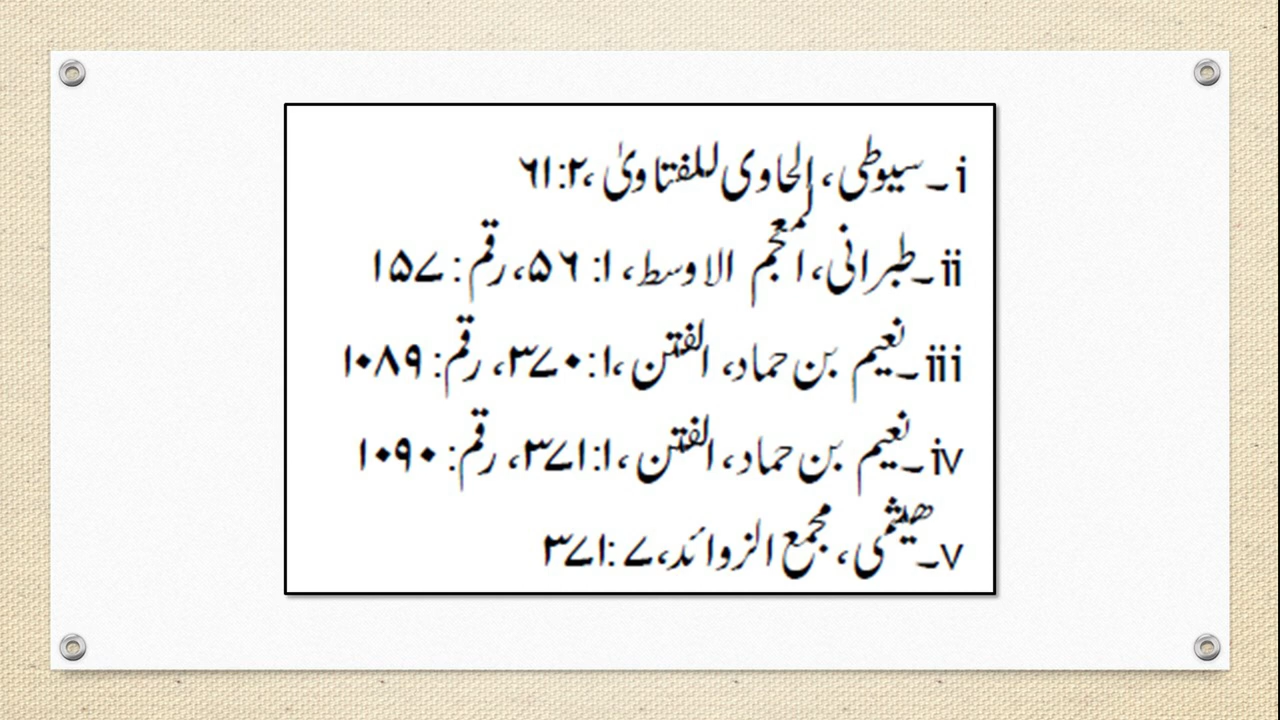 i۔سیوطی، الحاوی للفتاویٰ، ۲:۶۱
ii۔طبرانی، المعجم الاوسط، ۱: ۵۶، رقم: ۱۵۷
iii۔نعیم بن حماد، الفتن، ۱: ۳۷۰، رقم: ۱۰۸۹
iv۔نعیم بن حماد، الفتن، ۱: ۳۷۱، رقم: ۱۰۹۰
v۔ھیثمی، مجمع الزوائد، ۷: ۳۷۱